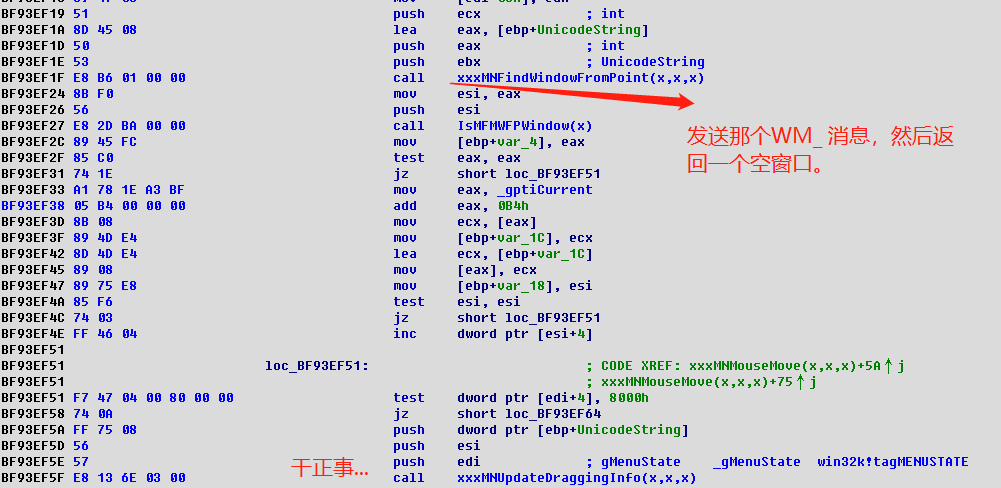 BF93EF19 51 push ecx ; int
BF93EF1A 8D 45 08 lea eax, [ebp+UnicodeString]
BF93EF1D 50 push eax ; int
BF93EF1E 53 push ebx ; UnicodeString
BF93EF1F E8 B6 01 00 00 call xxxMNFindWindowFromPoint(x,x,x)
BF93EF24 8B F0 mov esi, eax
BF93EF26 56 push esi
BF93EF27 E8 2D BA 00 00 call IsMFMWFPWindow(x)
BF93EF2C 89 45 FC mov [ebp+var_4], eax
BF93EF2F 85 C0 test eax, eax
BF93EF31 74 1E jz short loc_BF93EF51
BF93EF33 A1 78 1E A3 BF mov eax, _gptiCurrent
BF93EF38 05 B4 00 00 00 add eax, 0B4h
BF93EF3D 8B 08 mov ecx, [eax]
BF93EF3F 89 4D E4 mov [ebp+var_1C], ecx
BF93EF42 8D 4D E4 lea ecx, [ebp+var_1C]
BF93EF45 89 08 mov [eax], ecx
BF93EF47 89 75 E8 mov [ebp+var_18], esi
BF93EF4A 85 F6 test esi, esi
BF93EF4C 74 03 jz short loc_BF93EF51
BF93EF4E FF 46 04 inc dword ptr [esi+4]
BF93EF51
BF93EF51 loc_BF93EF51: ; CODE XREF: xxxMNMouseMove(x,x,x)+5A↑j
BF93EF51 ; xxxMNMouseMove(x,x,x)+75↑j
BF93EF51 F7 47 04 00 80 00 00 test dword ptr [edi+4], 8000h
BF93EF58 74 0A jz short loc_BF93EF64
BF93EF5A FF 75 08 push dword ptr [ebp+UnicodeString]
BF93EF5D 56 push esi
BF93EF5E 57 push edi ; gMenuState _gMenuState win32k!tagMENUSTATE
BF93EF5F E8 13 6E 03 00 call xxxMNUpdateDraggingInfo(x,x,x)
发送那个WM_ 消息，然后返
回一个空窗口。
干正事...